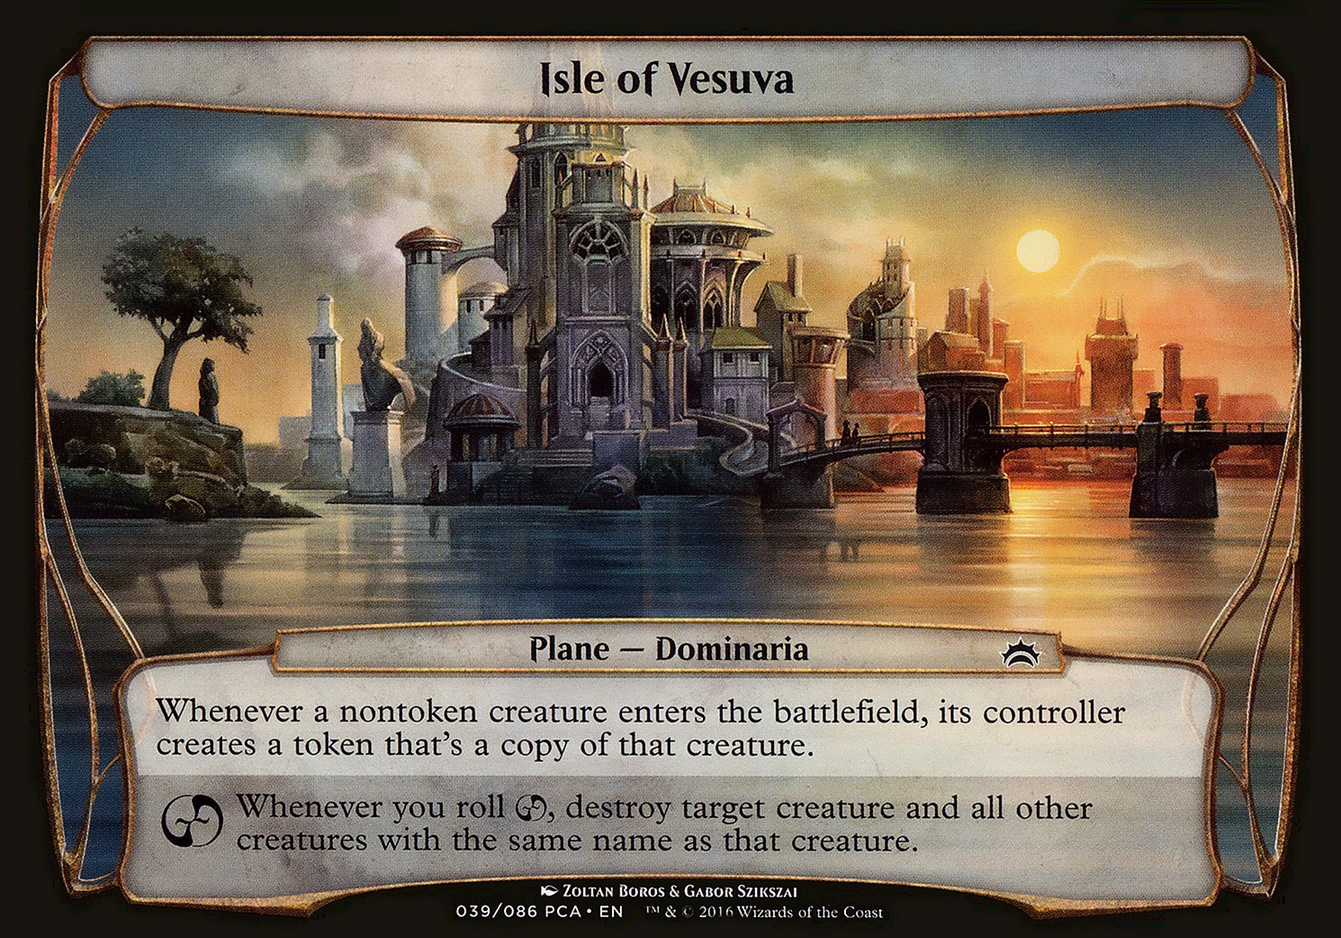 Isle of Vesuva
Plane — Dominaria
Whenever a nontoken creature enters the battlefield, its controller
creates a token that's a copy of that creature.
Whenever you roll , destroy target creature and all other
creatures with the same name as that creature.
Zoltan Boros & Gabor Szikszai
039/086 PCA • EN ™ & © 2016 Wizards of the Coast